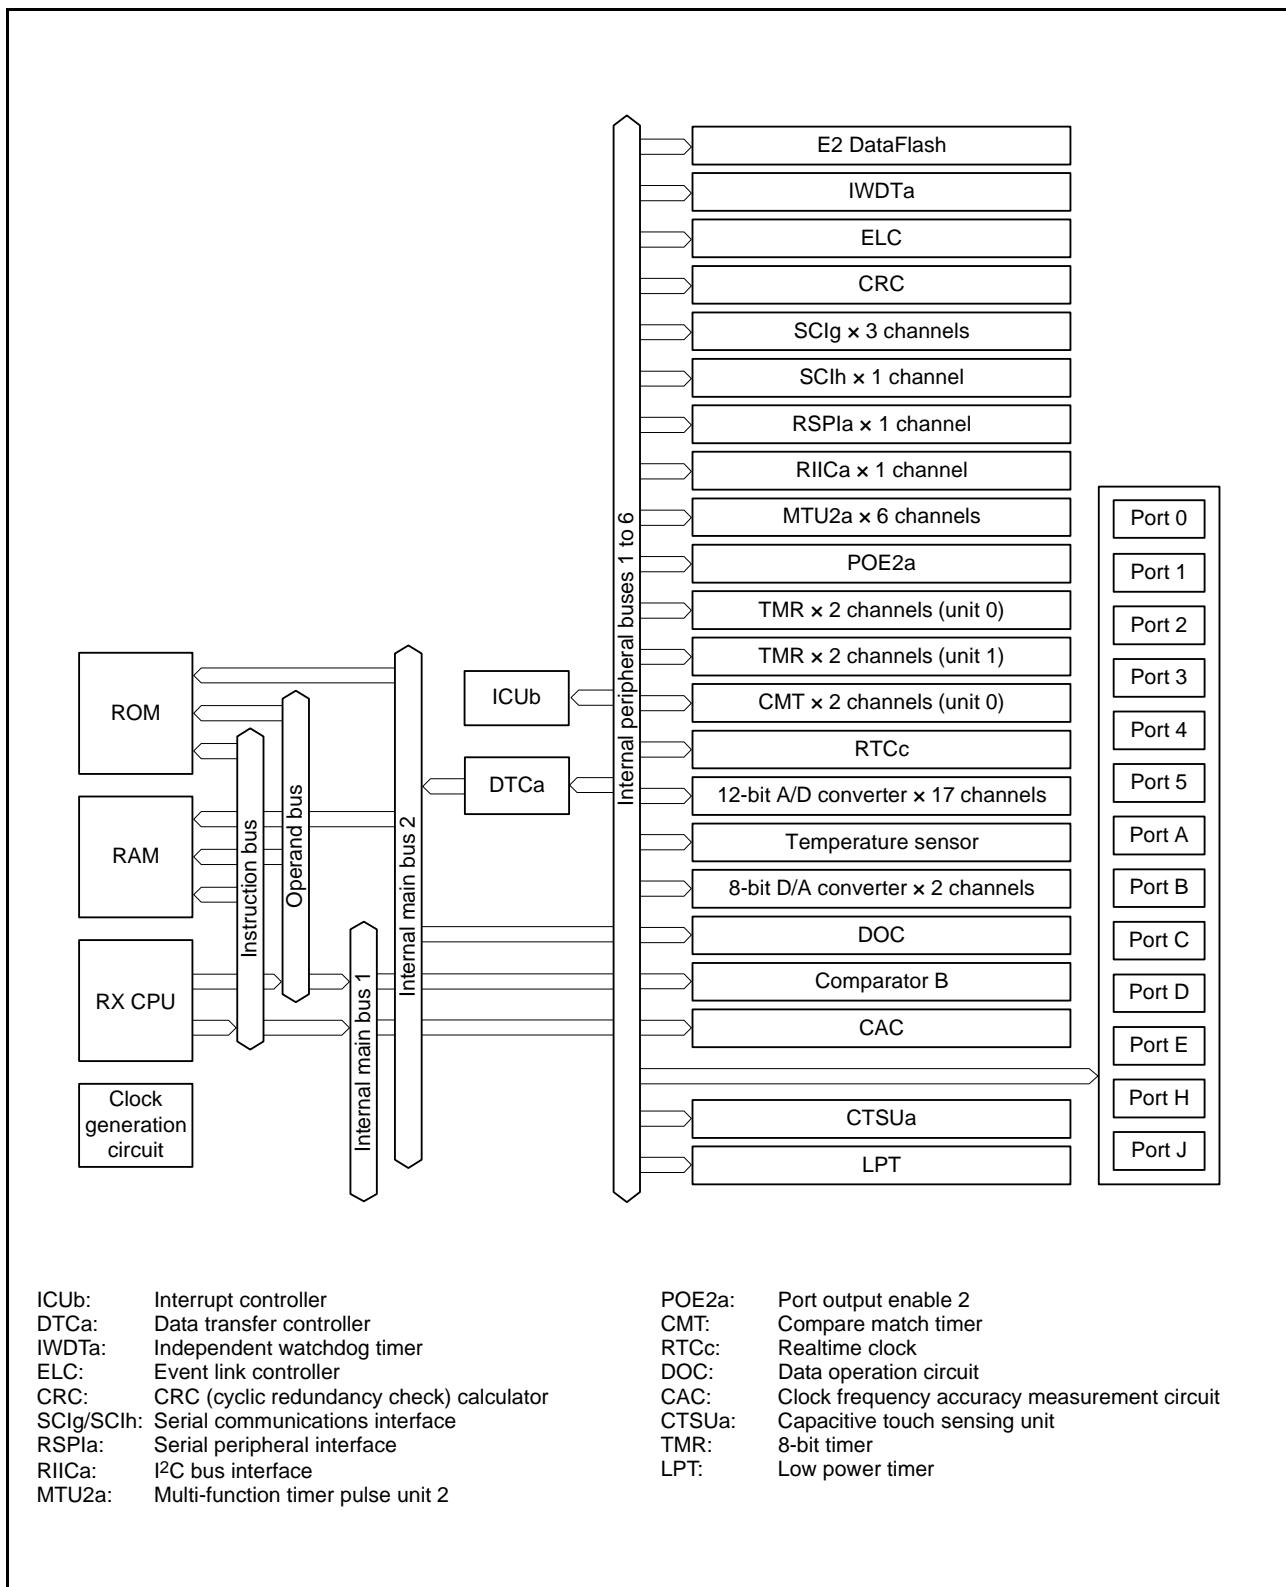 E2 DataFlash
IWDTa
ELC
CRC
SCIg × 3 channels
SCIh × 1 channel
RSPIa × 1 channel
RIICa × 1 channel
MTU2a × 6 channels
POE2a
TMR × 2 channels (unit 0)
TMR × 2 channels (unit 1)
CMT × 2 channels (unit 0)
RTCc
12-bit A/D converter × 17 channels
Temperature sensor
8-bit D/A converter × 2 channels
DOC
Comparator B
CAC
CTSUa
LPT
Port 0
Port 1
Port 2
Port 3
Port 4
Port 5
Port A
Port B
Port C
Port D
Port E
Port H
Port J
Internal peripheral buses 1 to 6
ICUb
DTCa
ROM
RAM
RX CPU
Clock
generation
circuit
Instruction bus
Operand bus
Internal main bus 1
Internal main bus 2
ICUb: Interrupt controller
DTCa: Data transfer controller
IWDTa: Independent watchdog timer
ELC: Event link controller
CRC: CRC (cyclic redundancy check) calculator
SCIg/SCIh: Serial communications interface
RSPIa: Serial peripheral interface
RIICa: I²C bus interface
MTU2a: Multi-function timer pulse unit 2
POE2a: Port output enable 2
CMT: Compare match timer
RTCc: Realtime clock
DOC: Data operation circuit
CAC: Clock frequency accuracy measurement circuit
CTSUa: Capacitive touch sensing unit
TMR: 8-bit timer
LPT: Low power timer